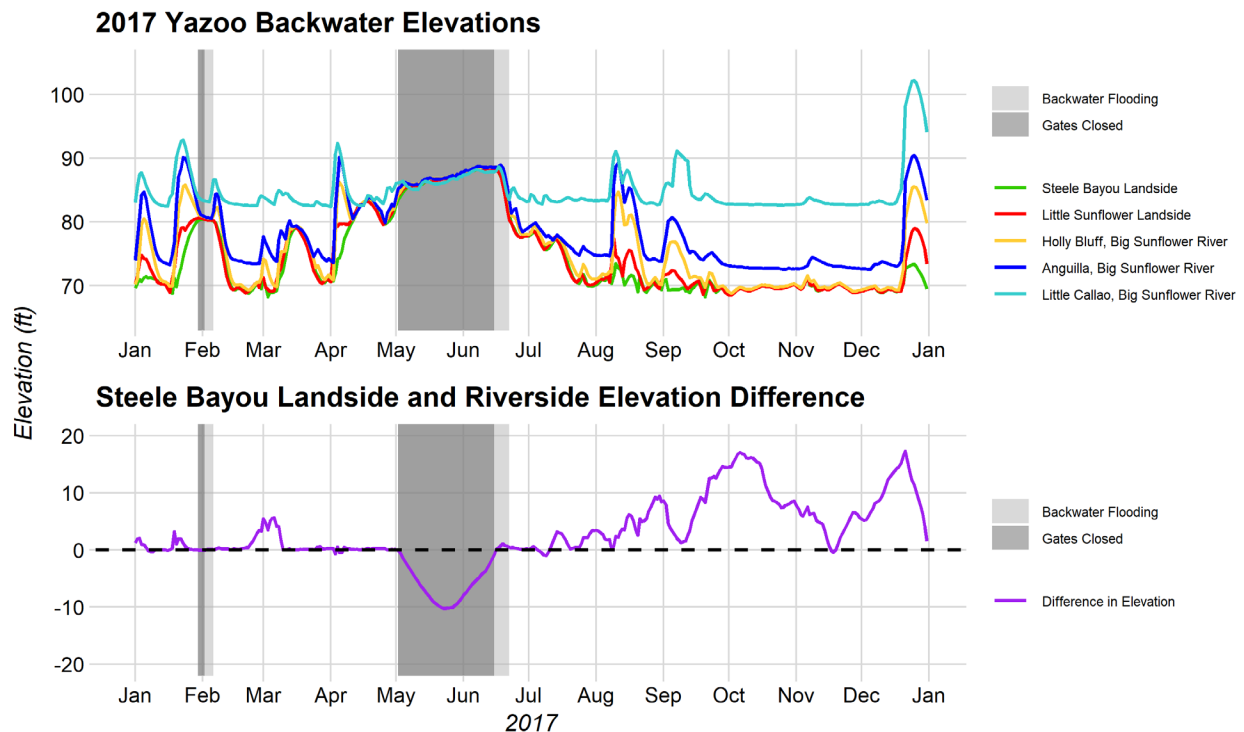 2017 Yazoo Backwater Elevations
100
90
80
70
Jan Feb Mar Apr May Jun Jul Aug Sep Oct Nov Dec Jan
Backwater Flooding
Gates Closed
Steele Bayou Landside
Little Sunflower Landside
Holly Bluff, Big Sunflower River
Anguilla, Big Sunflower River
Little Callao, Big Sunflower River
Elevation (ft)
Steele Bayou Landside and Riverside Elevation Difference
20
10
0
-10
-20
Jan Feb Mar Apr May Jun Jul Aug Sep Oct Nov Dec Jan
2017
Backwater Flooding
Gates Closed
Difference in Elevation